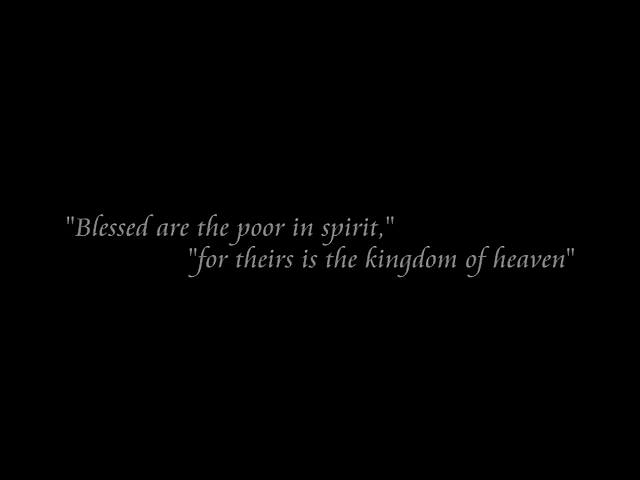 "Blessed are the poor in spirit,"
"for theirs is the kingdom of heaven"